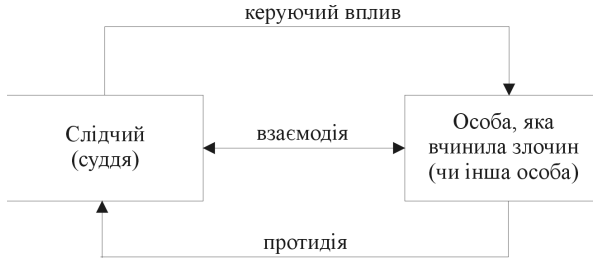 керуючий вплив
Слідчий
(суддя)
взаємодія
Особа, яка
вчинила злочин
(чи інша особа)
протидія